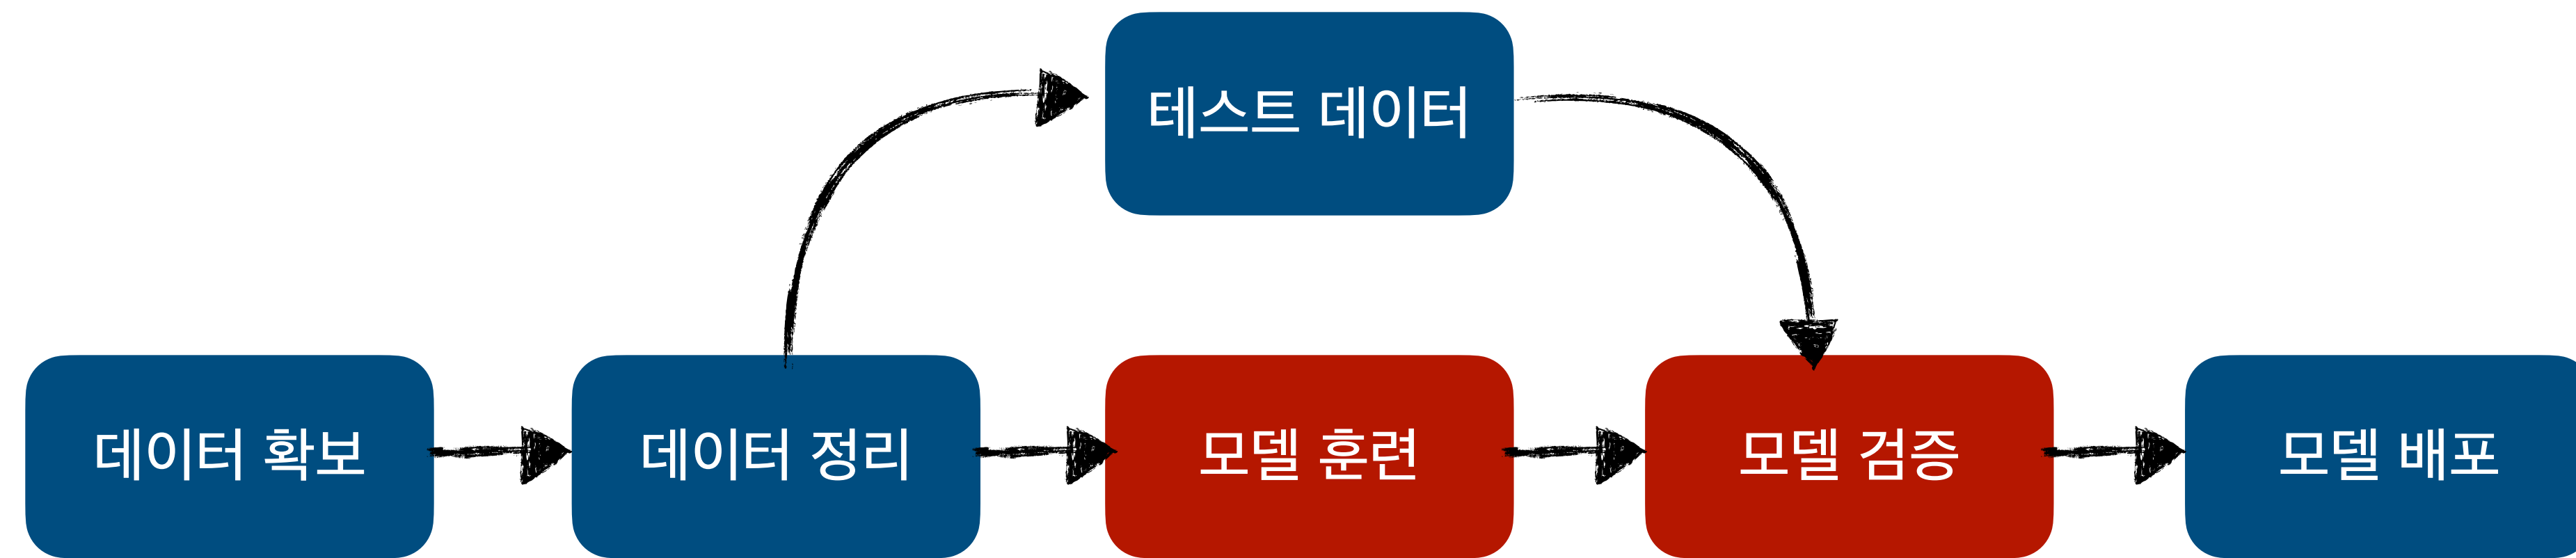 테스트 데이터
데이터 확보
데이터 정리
모델 훈련
모델 검증
모델 배포